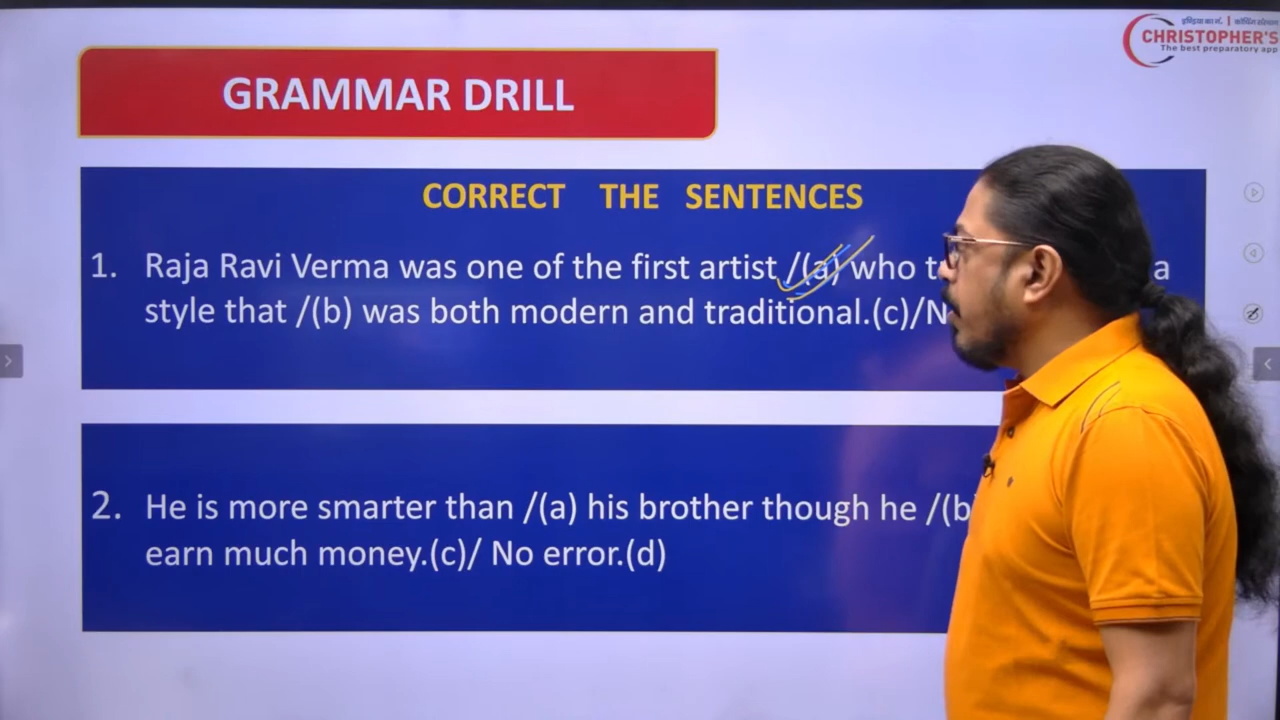 इण्डिया का नं. 1 कोचिंग संस्थान
CHRISTOPHER'S
The best preparatory app
GRAMMAR DRILL
CORRECT THE SENTENCES
1. Raja Ravi Verma was one of the first artist /(a) who t a
style that /(b) was both modern and traditional.(c)/N
2. He is more smarter than /(a) his brother though he /(b
earn much money.(c)/ No error.(d)